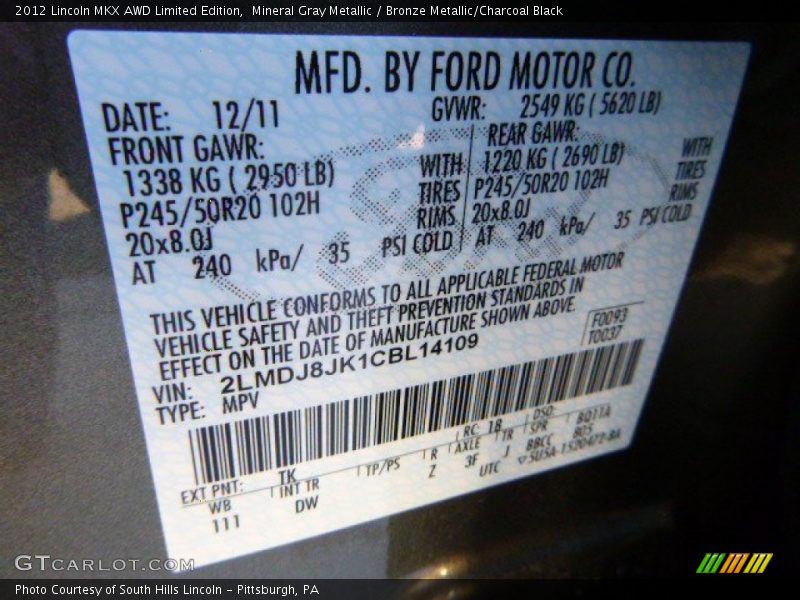 2012 Lincoln MKX AWD Limited Edition, Mineral Gray Metallic / Bronze Metallic/Charcoal Black
MFD. BY FORD MOTOR CO.
DATE: 12/11 GVWR: 2549 KG ( 5620 LB)
FRONT GAWR: REAR GAWR:
1338 KG ( 2950 LB) WITH 1220 KG ( 2690 LB) WITH
P245/50R20 102H TIRES P245/50R20 102H TIRES
20x8.0J RIMS 20x8.0J RIMS
AT 240 kPa/ 35 PSI COLD AT 240 kPa/ 35 PSI COLD
THIS VEHICLE CONFORMS TO ALL APPLICABLE FEDERAL MOTOR
VEHICLE SAFETY AND THEFT PREVENTION STANDARDS IN
EFFECT ON THE DATE OF MANUFACTURE SHOWN ABOVE.
F0093
T0037
VIN: 2LMDJ8JK1CBL14109
TYPE: MPV
EXT PNT: TK RC: 18 DSO:
WB INT TR TP/PS R AXLE TR SPR BQ11A
111 DW Z 3F J BBCC BO5
UTC ▽5U5A-1520472-BA
GTCARLOT.COM
Photo Courtesy of South Hills Lincoln - Pittsburgh, PA